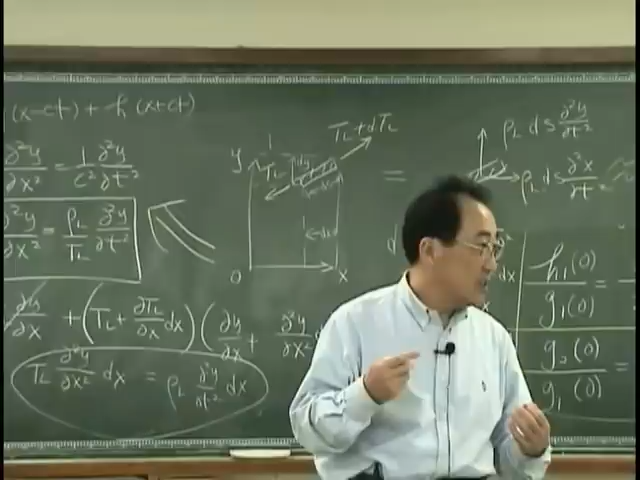 (x-ct) + h (x+ct)
∂²y/∂x² = 1/c² ∂²y/∂t²
∂²y/∂x² = ρL/TL ∂²y/∂t²
∂y/∂x + (TL + ∂TL/∂x dx) (∂y/∂x + ∂²y/∂x²
TL ∂²y/∂x² dx = ρL ∂²y/∂t² dx
y
TL
dy
TL + dTL
dx
o
x
=
ρL ds ∂²y/∂t²
ρL ds ∂²x/∂t²
d
dx
h₁(0)/g₁(0) = -
g₂(0)/g₁(0) =